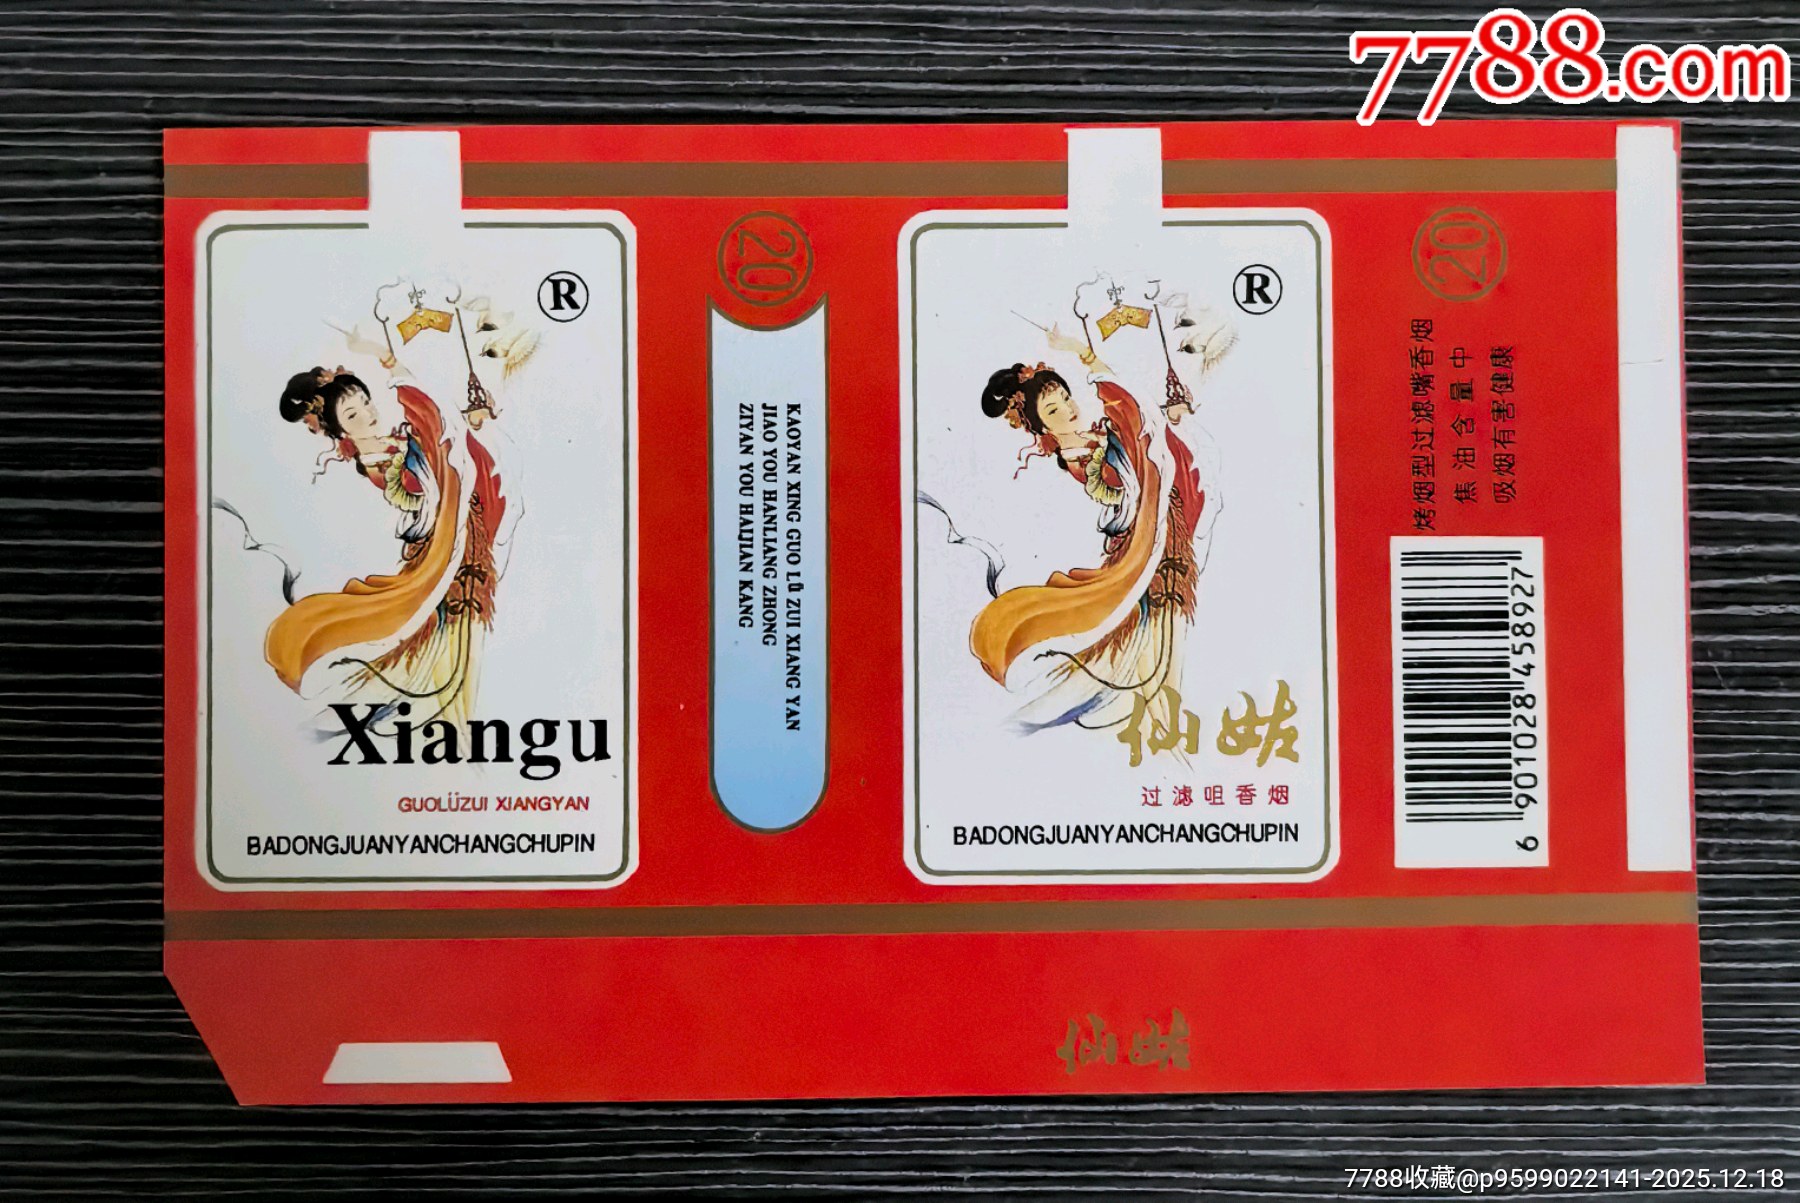 7788.com
®
Xiangu
GUOLÜZUI XIANGYAN
BADONGJUANYANCHANGCHUPIN
20
KAOYAN XING GUO LÜ ZUI XIANG YAN
JIAO YOU HANLIANG ZHONG
ZIYAN YOU HAIJIAN KANG
®
仙姑
过滤咀香烟
BADONGJUANYANCHANGCHUPIN
20
烤烟型过滤嘴香烟
焦油含量中
吸烟有害健康
6 901028 458927
仙姑
7788收藏@p9599022141-2025.12.18